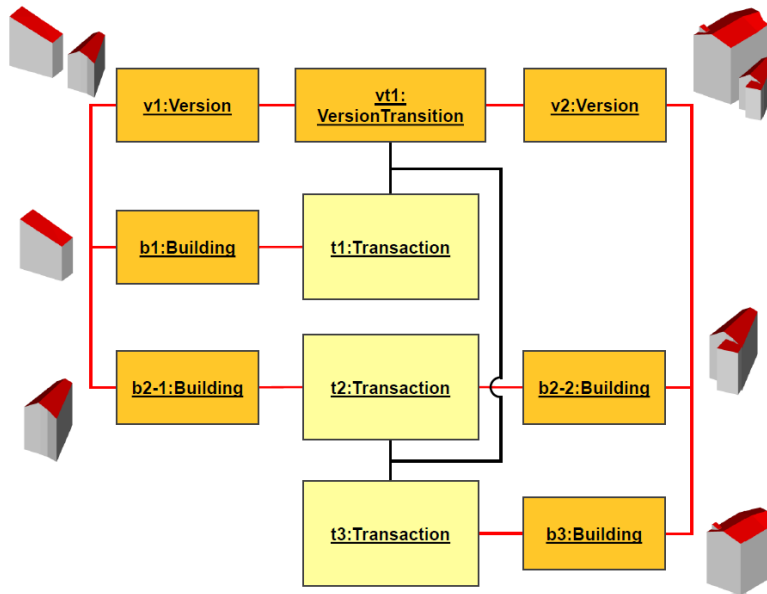 v1:Version
vt1:
VersionTransition
v2:Version
b1:Building
t1:Transaction
b2-1:Building
t2:Transaction
b2-2:Building
t3:Transaction
b3:Building